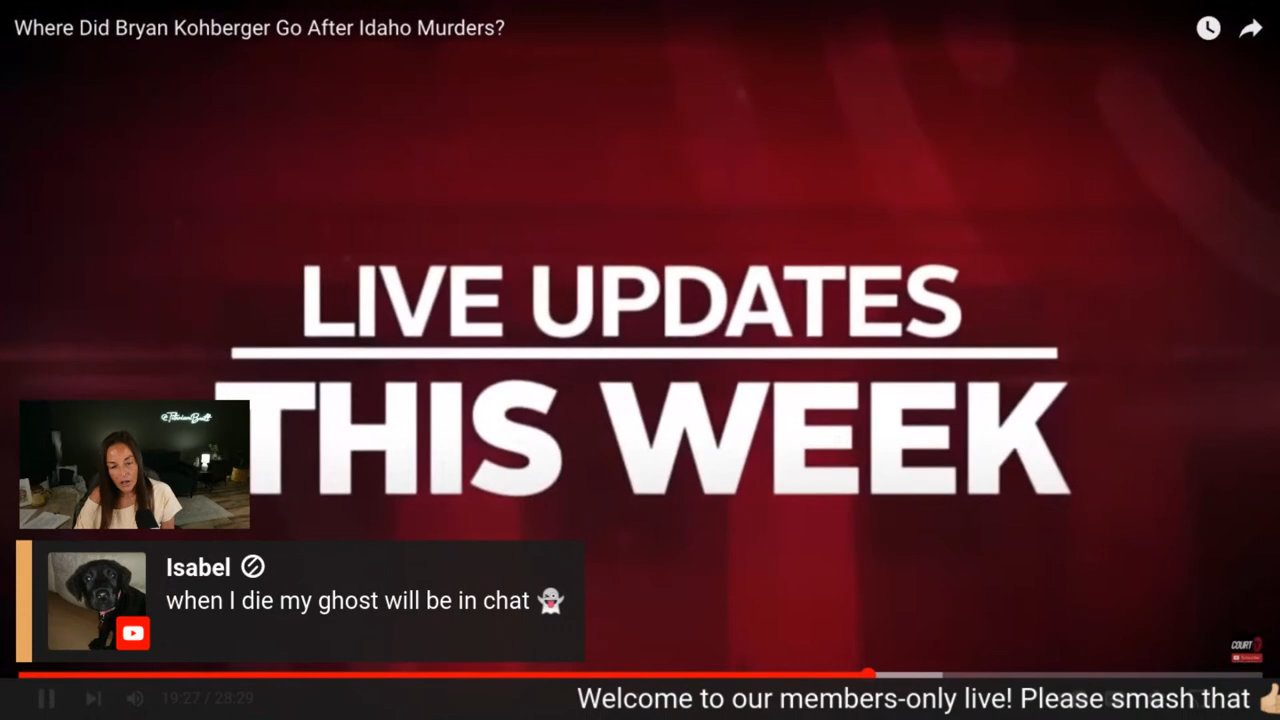 Where Did Bryan Kohberger Go After Idaho Murders?
LIVE UPDATES
THIS WEEK
Isabel
when I die my ghost will be in chat 👻
COURT
19:27 / 28:29
Welcome to our members-only live! Please smash that 👍🏼